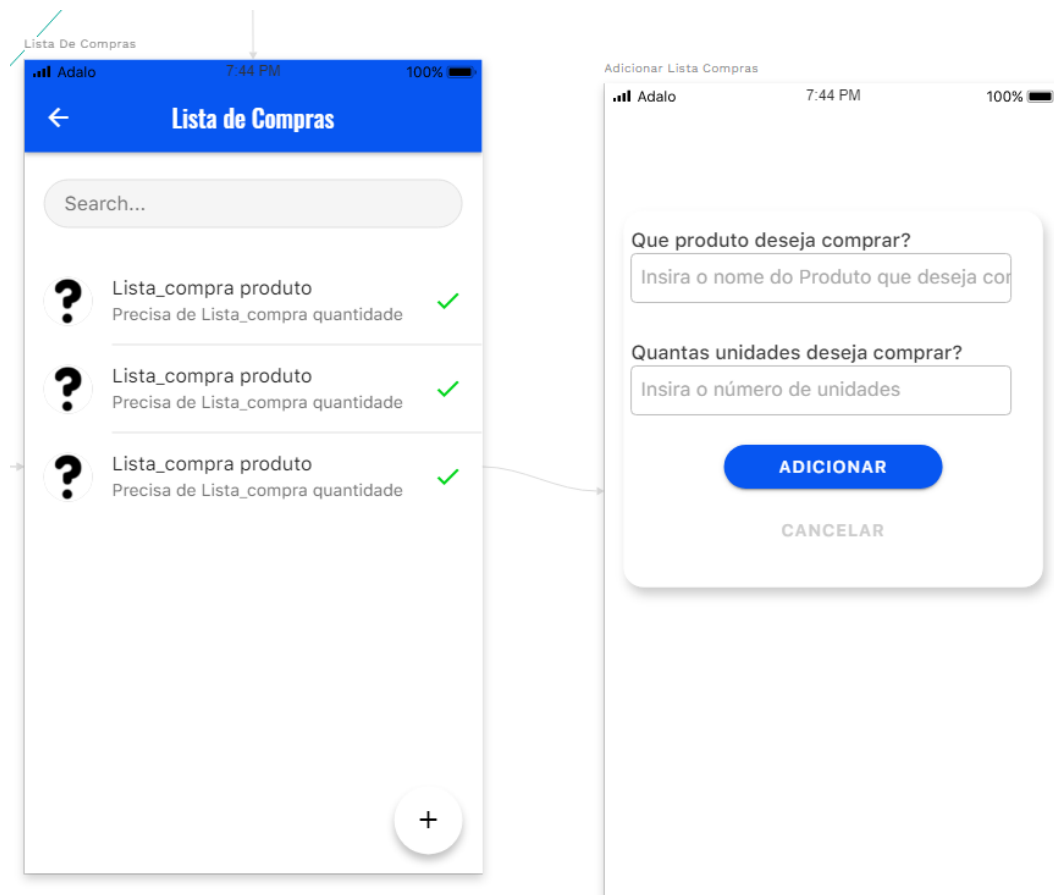 Lista De Compras
Adalo 7:44 PM 100%
Lista de Compras
Search...
Lista_compra produto
Precisa de Lista_compra quantidade
Lista_compra produto
Precisa de Lista_compra quantidade
Lista_compra produto
Precisa de Lista_compra quantidade
+
Adicionar Lista Compras
Adalo 7:44 PM 100%
Que produto deseja comprar?
Insira o nome do Produto que deseja cor
Quantas unidades deseja comprar?
Insira o número de unidades
ADICIONAR
CANCELAR